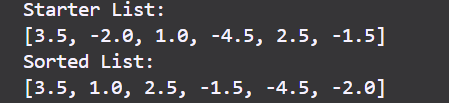 Starter List:
[3.5, -2.0, 1.0, -4.5, 2.5, -1.5]
Sorted List:
[3.5, 1.0, 2.5, -1.5, -4.5, -2.0]